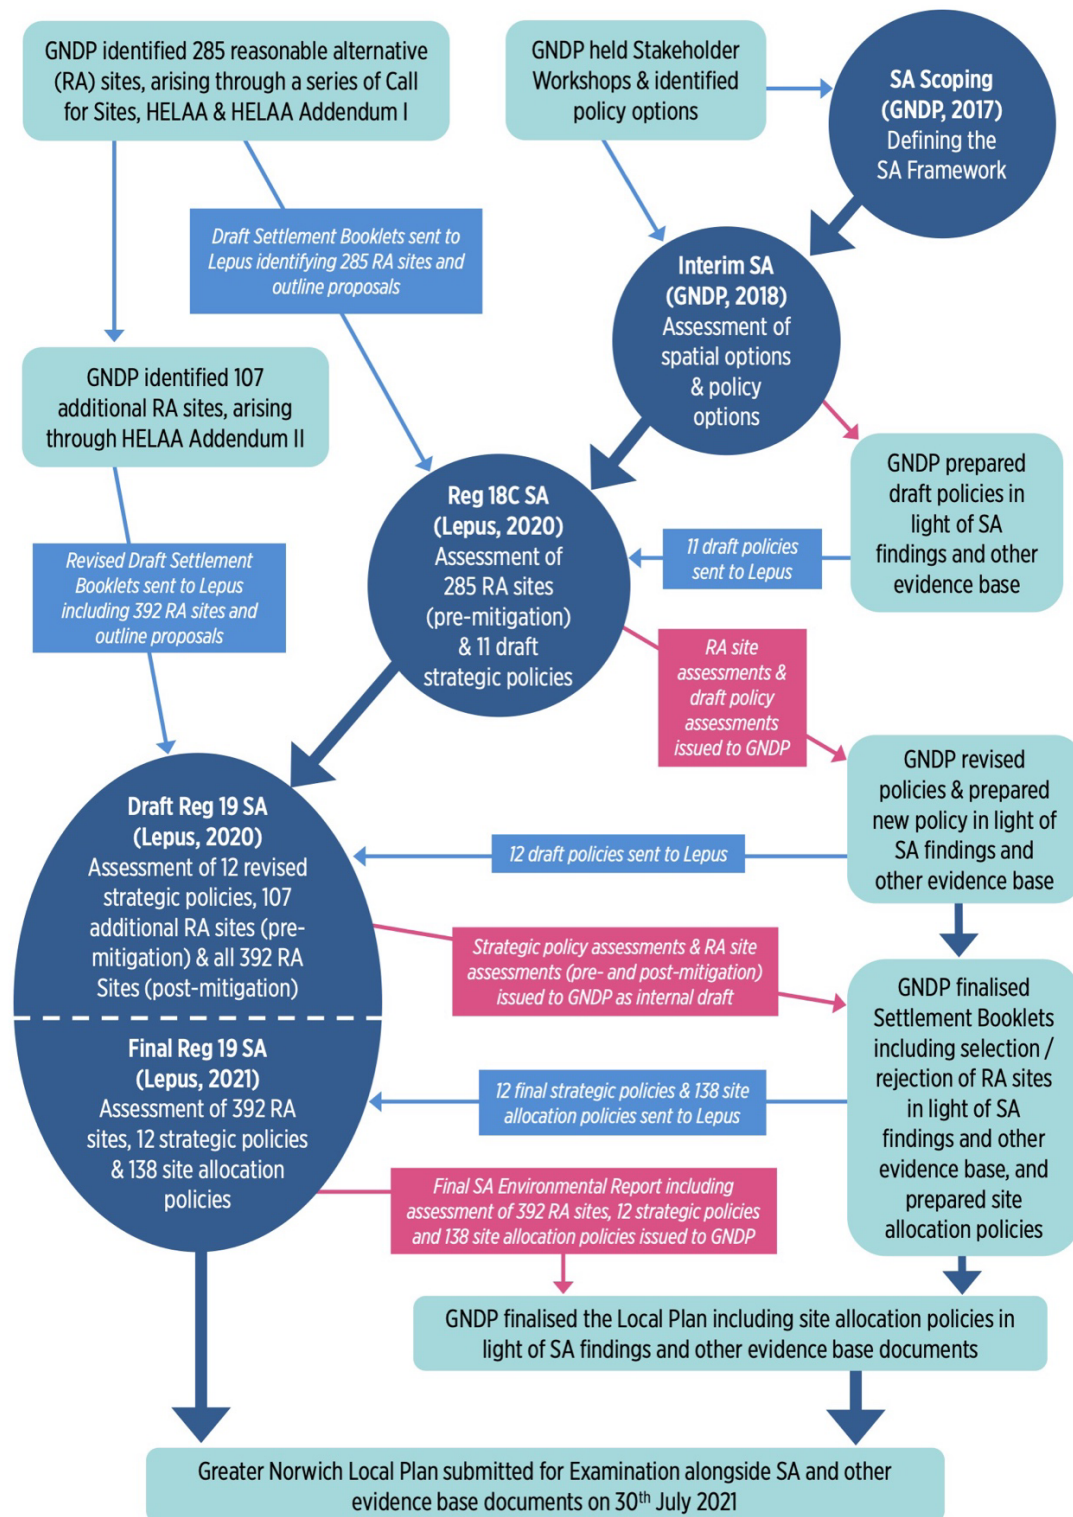 GNDP identified 285 reasonable alternative
(RA) sites, arising through a series of Call
for Sites, HELAA & HELAA Addendum I
GNDP held Stakeholder
Workshops & identified
policy options
SA Scoping
(GNDP, 2017)
Defining the
SA Framework
Draft Settlement Booklets sent to
Lepus identifying 285 RA sites and
outline proposals
Interim SA
(GNDP, 2018)
Assessment of
spatial options
& policy
options
GNDP identified 107
additional RA sites, arising
through HELAA Addendum II
GNDP prepared
draft policies in
light of SA
findings and other
evidence base
Reg 18C SA
(Lepus, 2020)
Assessment of
285 RA sites
(pre-mitigation)
& 11 draft
strategic policies
11 draft policies
sent to Lepus
Revised Draft Settlement
Booklets sent to Lepus
including 392 RA sites and
outline proposals
RA site
assessments &
draft policy
assessments
issued to GNDP
GNDP revised
policies & prepared
new policy in light of
SA findings and
other evidence base
Draft Reg 19 SA
(Lepus, 2020)
Assessment of 12 revised
strategic policies, 107
additional RA sites (pre-
mitigation) & all 392 RA
Sites (post-mitigation)
12 draft policies sent to Lepus
Strategic policy assessments & RA site
assessments (pre- and post-mitigation)
issued to GNDP as internal draft
GNDP finalised
Settlement Booklets
including selection /
rejection of RA sites
in light of SA
findings and other
evidence base, and
prepared site
allocation policies
Final Reg 19 SA
(Lepus, 2021)
Assessment of 392 RA
sites, 12 strategic policies
& 138 site allocation
policies
12 final strategic policies & 138 site
allocation policies sent to Lepus
Final SA Environmental Report including
assessment of 392 RA sites, 12 strategic policies
and 138 site allocation policies issued to GNDP
GNDP finalised the Local Plan including site allocation policies in
light of SA findings and other evidence base documents
Greater Norwich Local Plan submitted for Examination alongside SA and other
evidence base documents on 30th July 2021